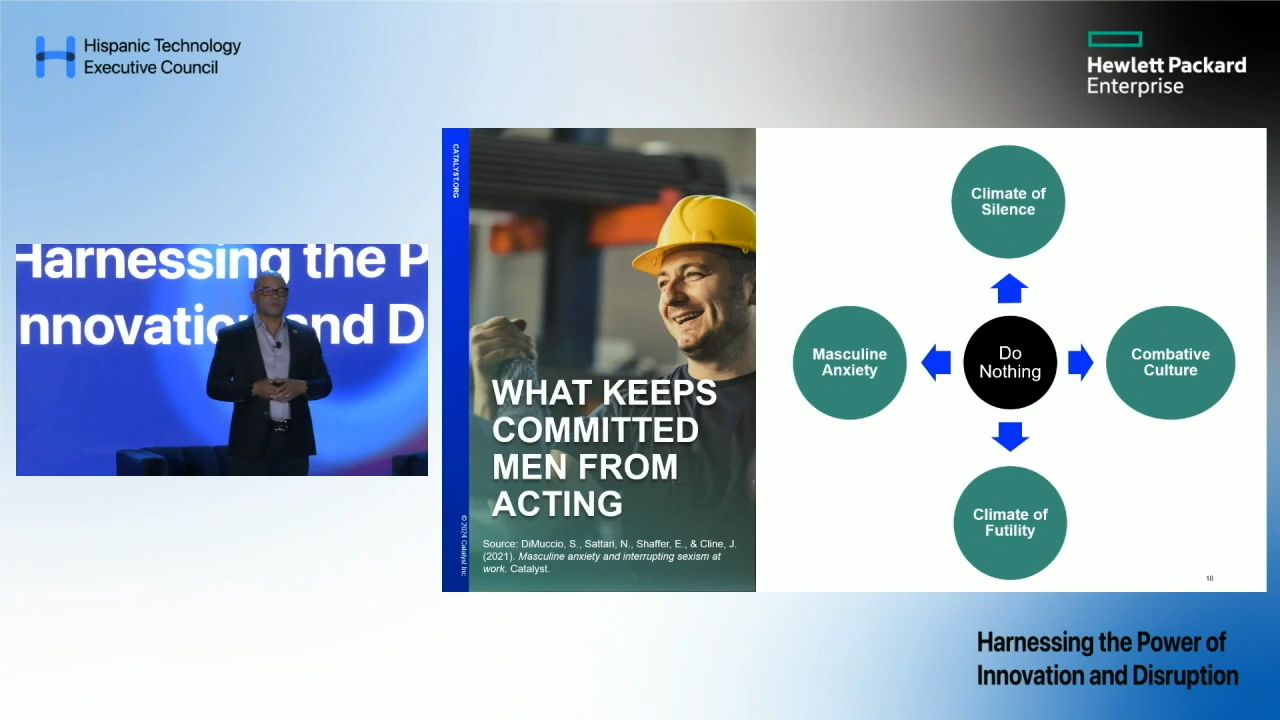 Hispanic Technology
Executive Council
Hewlett Packard
Enterprise
Harnessing the P
nnovation and D
CATALYST.ORG
WHAT KEEPS
COMMITTED
MEN FROM
ACTING
Source: DiMuccio, S., Sattari, N., Shaffer, E., & Cline, J.
(2021). Masculine anxiety and interrupting sexism at
work. Catalyst.
© 2024 Catalyst Inc
Climate of
Silence
Masculine
Anxiety
Do
Nothing
Combative
Culture
Climate of
Futility
18
Harnessing the Power of
Innovation and Disruption